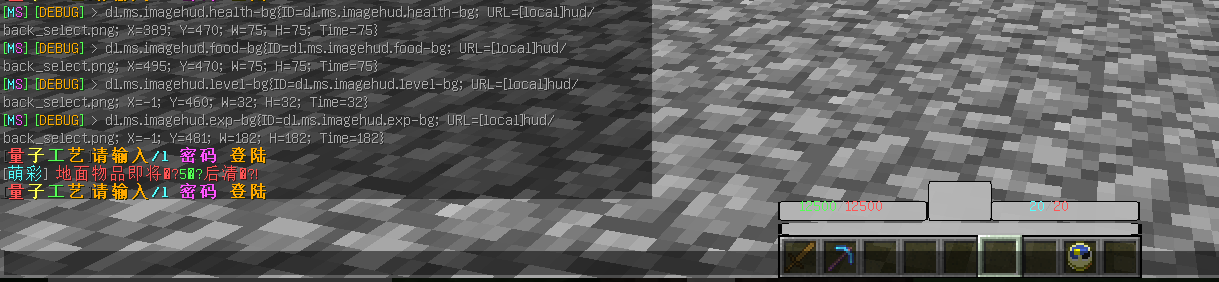 [MS] [DEBUG] > dl.ms.imagehud.health-bg{ID=dl.ms.imagehud.health-bg; URL=[local]hud/
back_select.png; X=389; Y=470; W=75; H=75; Time=75}
[MS] [DEBUG] > dl.ms.imagehud.food-bg{ID=dl.ms.imagehud.food-bg; URL=[local]hud/
back_select.png; X=495; Y=470; W=75; H=75; Time=75}
[MS] [DEBUG] > dl.ms.imagehud.level-bg{ID=dl.ms.imagehud.level-bg; URL=[local]hud/
back_select.png; X=-1; Y=460; W=32; H=32; Time=32}
[MS] [DEBUG] > dl.ms.imagehud.exp-bg{ID=dl.ms.imagehud.exp-bg; URL=[local]hud/
back_select.png; X=-1; Y=481; W=182; H=182; Time=182}
[量子工艺 请输入/l 密码 登陆
[萌彩] 地面物品即将�?50�?后清�?!
[量子工艺 请输入/l 密码 登陆
12500 20 20